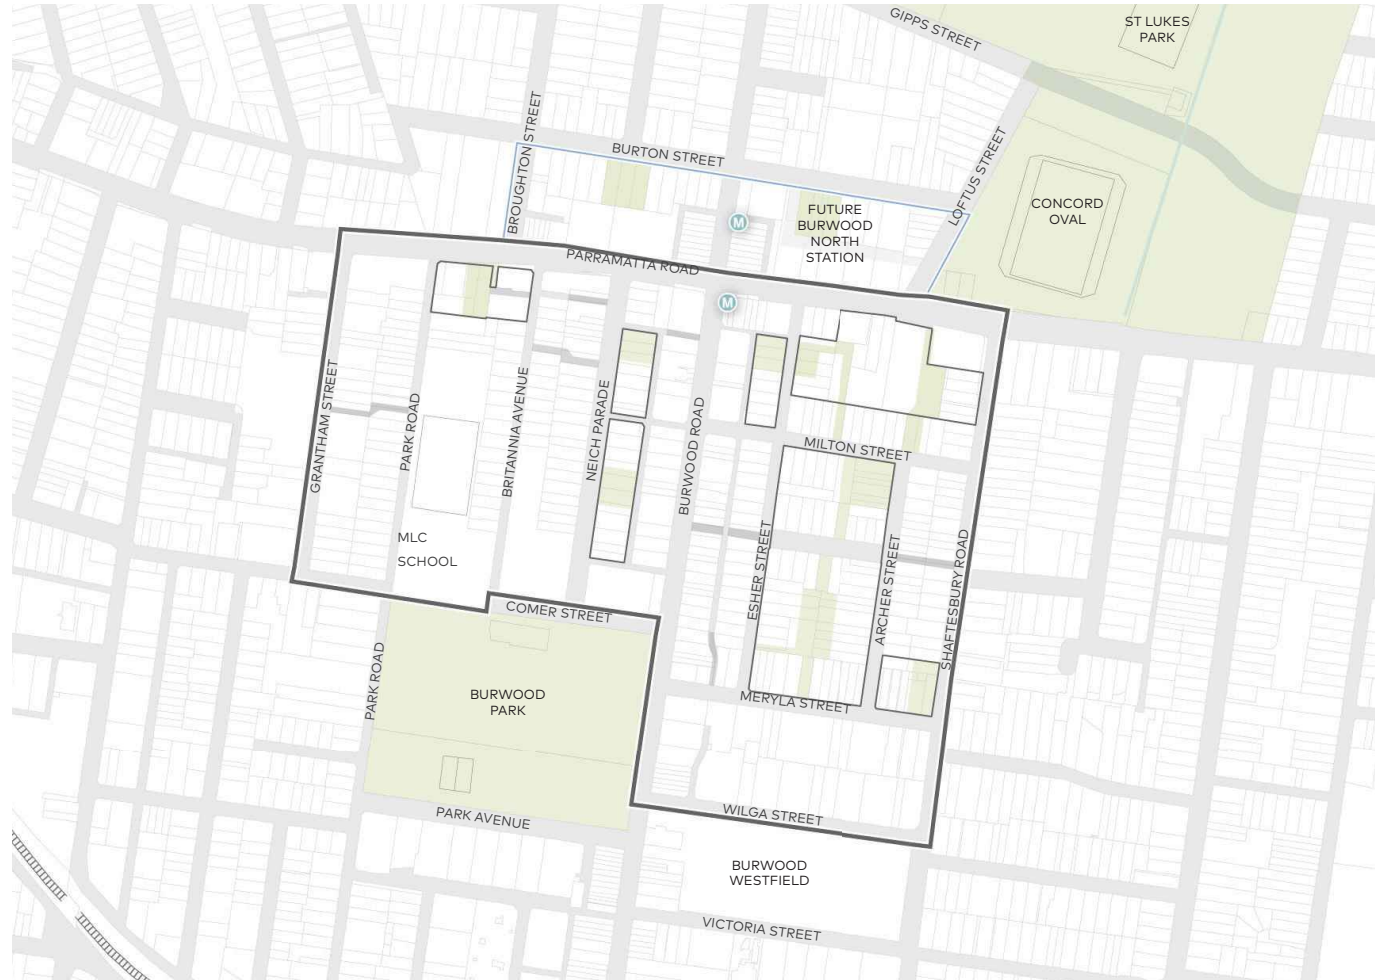 GIPPS STREET
ST LUKES
PARK
BROUGHTON STREET
BURTON STREET
LOFTUS STREET
CONCORD
OVAL
M
FUTURE
BURWOOD
NORTH
STATION
PARRAMATTA ROAD
M
GRANTHAM STREET
PARK ROAD
BRITANNIA AVENUE
NEICH PARADE
BURWOOD ROAD
MILTON STREET
MLC
SCHOOL
ESHER STREET
ARCHER STREET
SHAFTESBURY ROAD
COMER STREET
PARK ROAD
BURWOOD
PARK
MERYLA STREET
PARK AVENUE
WILGA STREET
BURWOOD
WESTFIELD
VICTORIA STREET